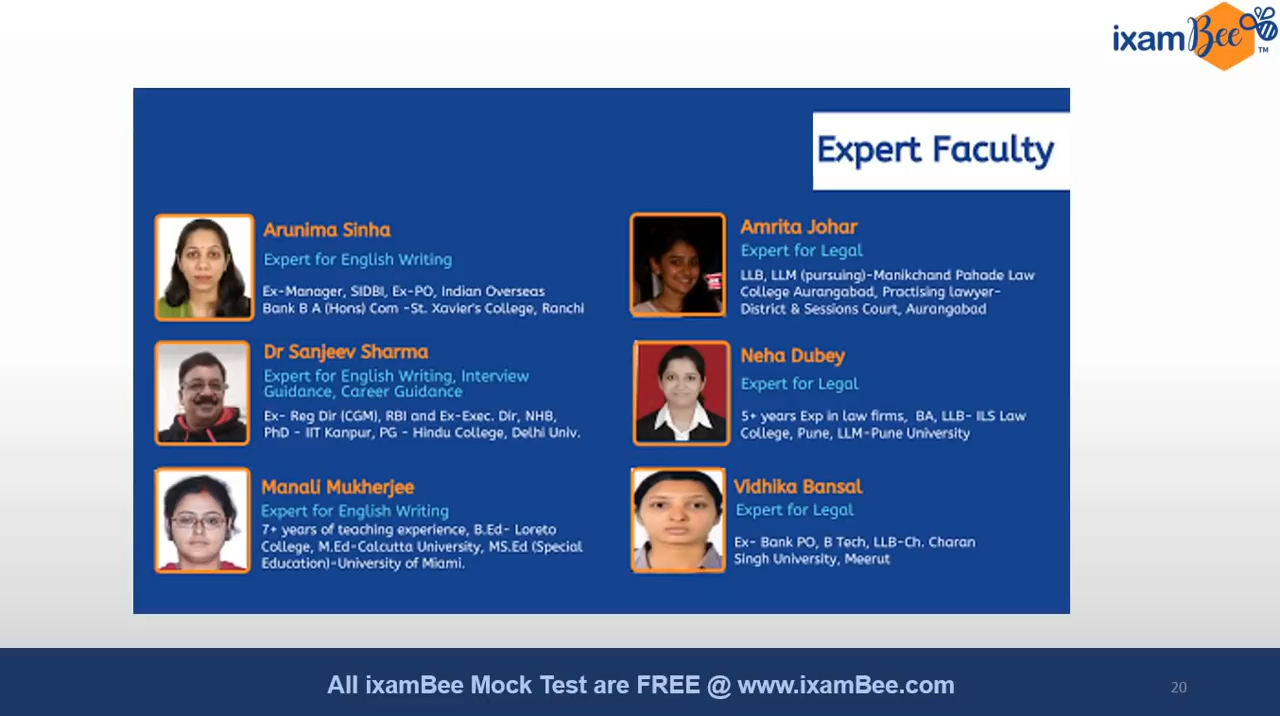 ixamBee
TM
Expert Faculty
Arunima Sinha
Expert for English Writing
Ex-Manager, SIDBI, Ex-PO, Indian Overseas
Bank B A (Hons) Com -St. Xavier's College, Ranchi
Dr Sanjeev Sharma
Expert for English Writing, Interview
Guidance, Career Guidance
Ex- Reg Dir (CGM), RBI and Ex-Exec. Dir, NHB,
PhD - IIT Kanpur, PG - Hindu College, Delhi Univ.
Manali Mukherjee
Expert for English Writing
7+ years of teaching experience, B.Ed- Loreto
College, M.Ed-Calcutta University, MS.Ed (Special
Education)-University of Miami.
Amrita Johar
Expert for Legal
LLB, LLM (pursuing)-Manikchand Pahade Law
College Aurangabad, Practising lawyer-
District & Sessions Court, Aurangabad
Neha Dubey
Expert for Legal
5+ years Exp in law firms, BA, LLB- ILS Law
College, Pune, LLM-Pune University
Vidhika Bansal
Expert for Legal
Ex- Bank PO, B Tech, LLB-Ch. Charan
Singh University, Meerut
All ixamBee Mock Test are FREE @ www.ixamBee.com
20